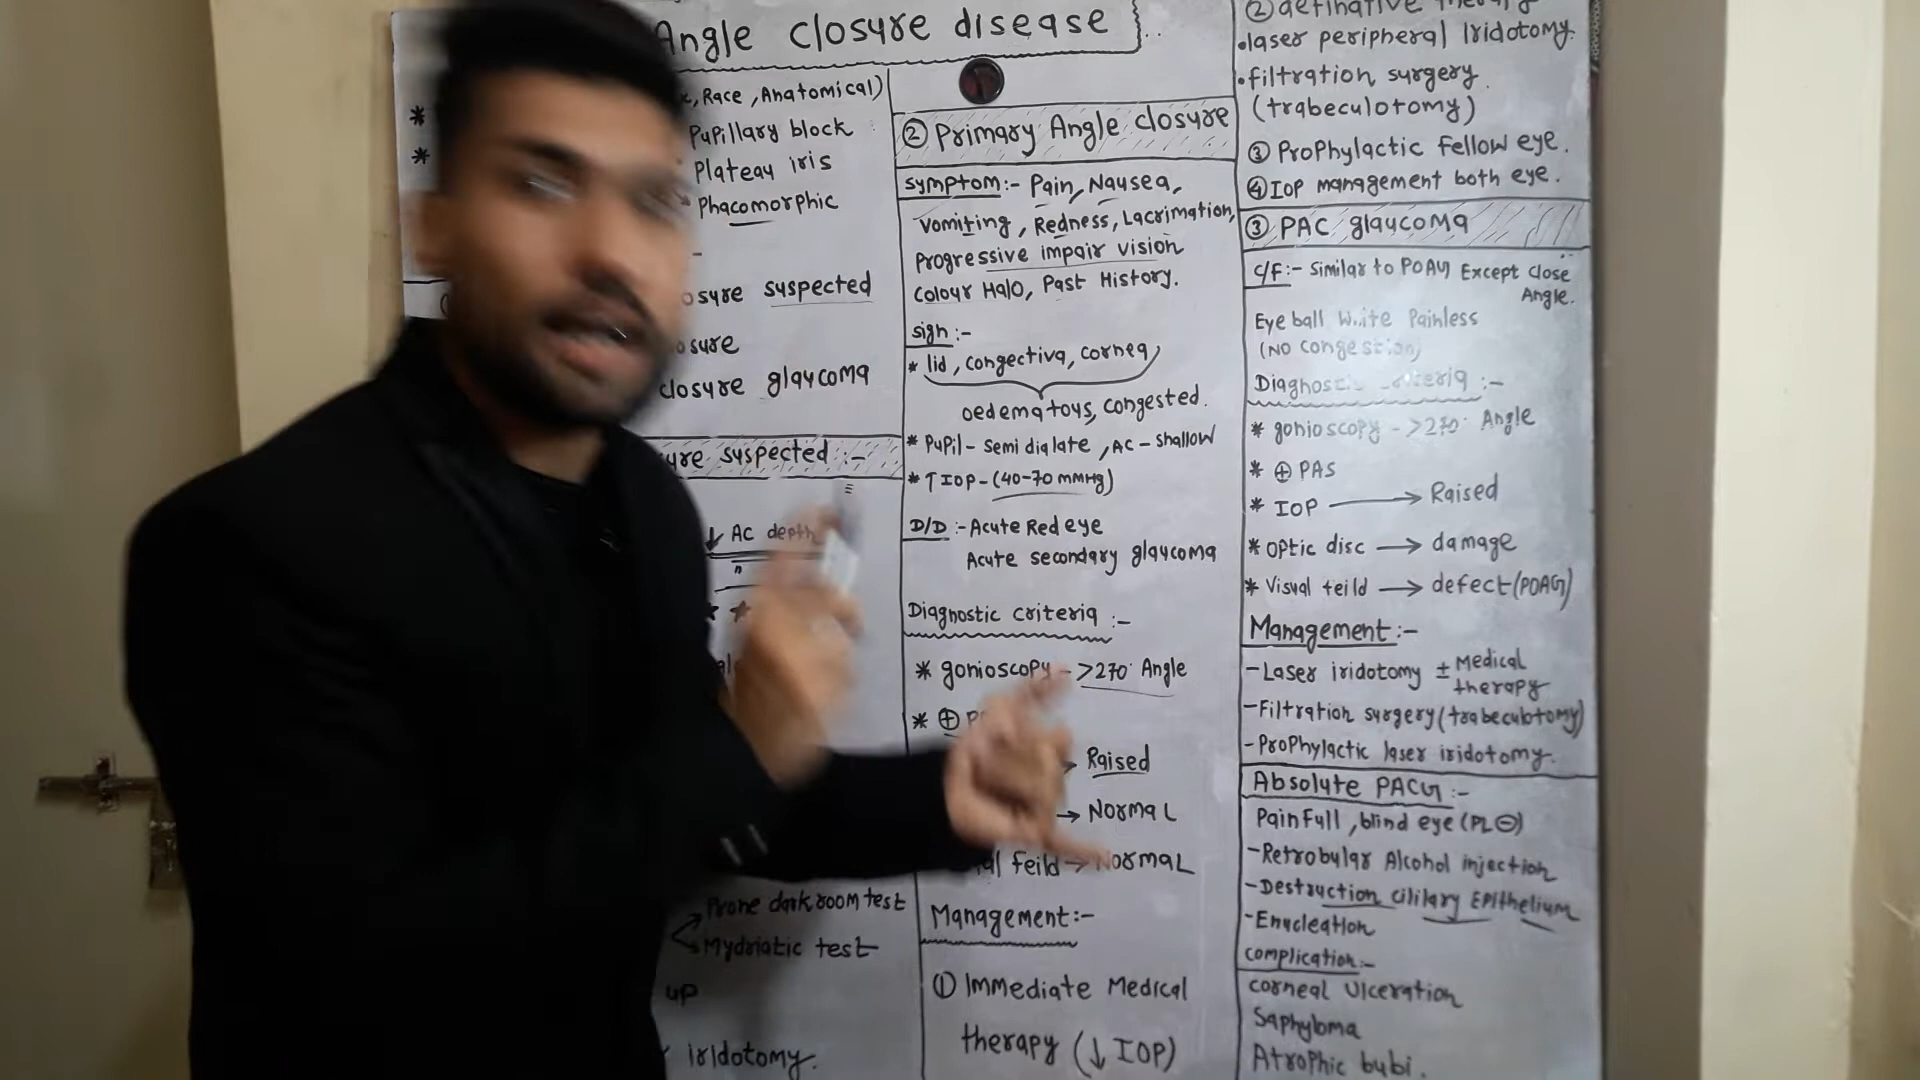 Angle closure disease
, Race, Anatomical)
Pupillary block
Plateau iris
Phacomorphic
suspected
closure glaucoma
suspected :-
↓ AC depth
Prone dark room test
Mydriatic test
up
iridotomy.
② Primary Angle closure
symptom:- Pain, Nausea,
vomiting, Redness, Lacrimation,
Progressive impair vision
Colour Halo, Past History.
sign:-
* lid, congectiva, cornea
oedematous, congested.
* Pupil - semi dialate, AC - shallow
* ↑ IOP - (40-70 mmHg)
D/D :- Acute Red eye
Acute secondary glaucoma
Diagnostic criteria :-
* gonioscopy - >270° Angle
* ⊕ P
→ Raised
→ Normal
feild → Normal
Management:-
① Immediate Medical
therapy (↓ IOP)
② definative
• laser peripheral Iridotomy.
• filtration surgery.
(trabeculotomy)
③ Prophylactic Fellow eye.
④ IOP management both eye.
③ PAC glaucoma
C/F:- Similar to POAG Except close
Angle.
Eye ball White Painless
(NO congestion)
Diagnostic criteria :-
* gonioscopy - >270° Angle
* ⊕ PAS
* IOP → Raised
* Optic disc → damage
* Visual feild → defect (POAG)
Management:-
- Laser iridotomy ± Medical
therapy
- Filtration surgery (trabeculotomy)
- Prophylactic laser iridotomy.
Absolute PACG :-
Painfull, blind eye (PL ⊖)
- Retrobular Alcohol injection
- Destruction cililary Epithelium
- Enucleation
complication:-
corneal Ulceration
Saphyloma
Atrophic bubi.